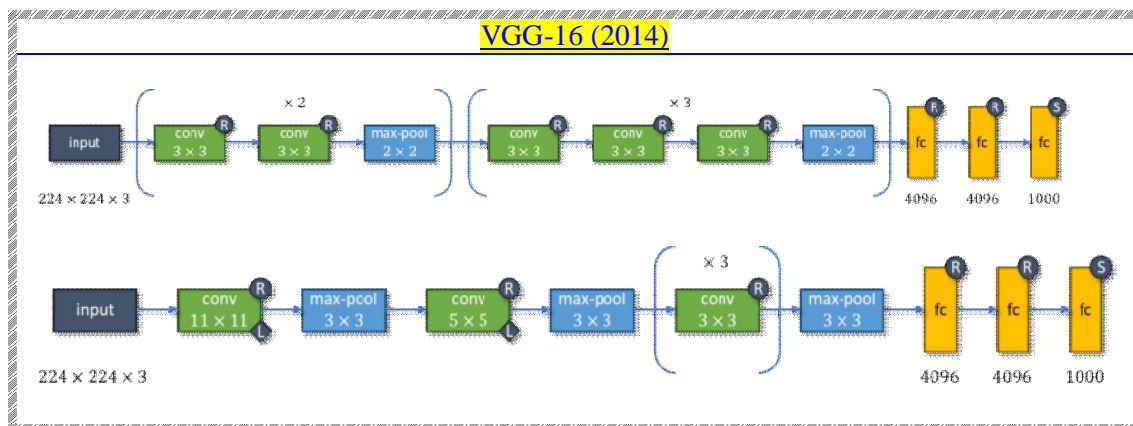 VGG-16 (2014)
× 2
× 3
R R R R R R R S
input conv conv max-pool conv conv conv max-pool fc fc fc
3 × 3 3 × 3 2 × 2 3 × 3 3 × 3 3 × 3 2 × 2
224 × 224 × 3 4096 4096 1000
× 3
R R R R R S
input conv max-pool conv max-pool conv max-pool fc fc fc
11 × 11 3 × 3 5 × 5 3 × 3 3 × 3 3 × 3
L L
224 × 224 × 3 4096 4096 1000